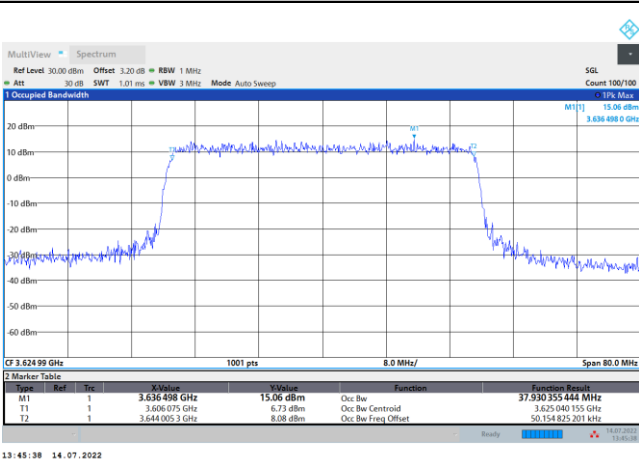 MultiView Spectrum
Ref Level 30.00 dBm Offset 3.20 dB RBW 1 MHz SGL
Att 30 dB SWT 1.01 ms VBW 3 MHz Mode Auto Sweep Count 100/100
1 Occupied Bandwidth 1Pk Max
M1[1] 15.06 dBm
3.636 498 0 GHz
20 dBm
M1
T1 T2
10 dBm
0 dBm
-10 dBm
-20 dBm
-30 dBm
-40 dBm
-50 dBm
-60 dBm
CF 3.624 99 GHz 1001 pts 8.0 MHz/ Span 80.0 MHz
2 Marker Table
Type Ref Trc X-Value Y-Value Function Function Result
M1 1 3.636 498 GHz 15.06 dBm Occ Bw 37.930 355 444 MHz
T1 1 3.606 075 GHz 6.73 dBm Occ Bw Centroid 3.625 040 155 GHz
T2 1 3.644 005 3 GHz 8.08 dBm Occ Bw Freq Offset 50.154 825 201 kHz
Ready 14.07.2022
13:45:38
13:45:38 14.07.2022